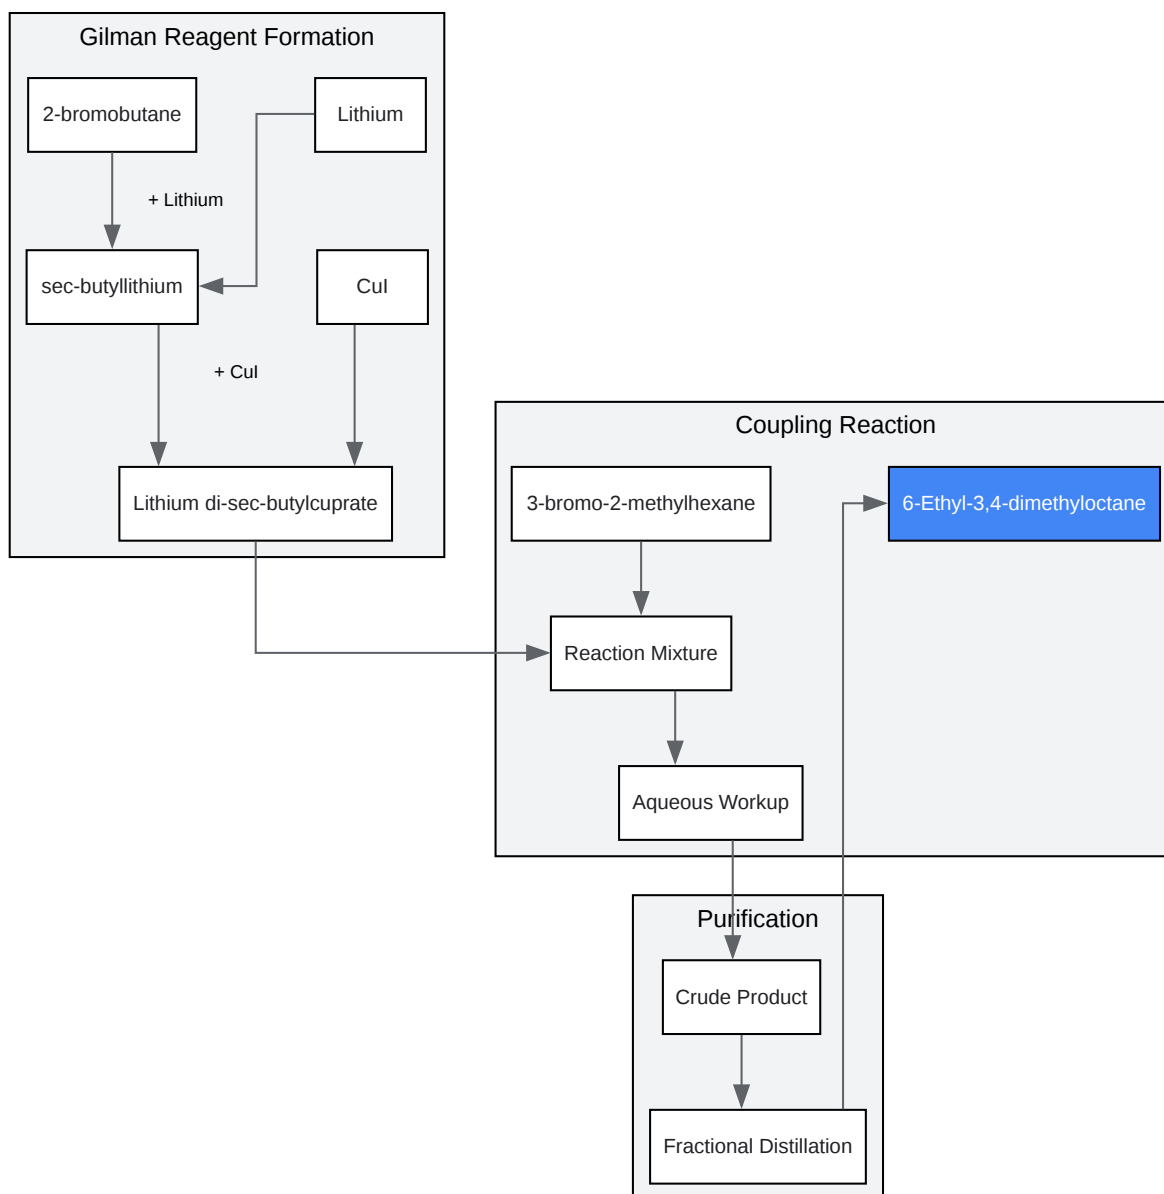 Gilman Reagent Formation
2-bromobutane
Lithium
+ Lithium
sec-butyllithium
CuI
+ CuI
Lithium di-sec-butylcuprate
Coupling Reaction
3-bromo-2-methylhexane
6-Ethyl-3,4-dimethyloctane
Reaction Mixture
Aqueous Workup
Purification
Crude Product
Fractional Distillation